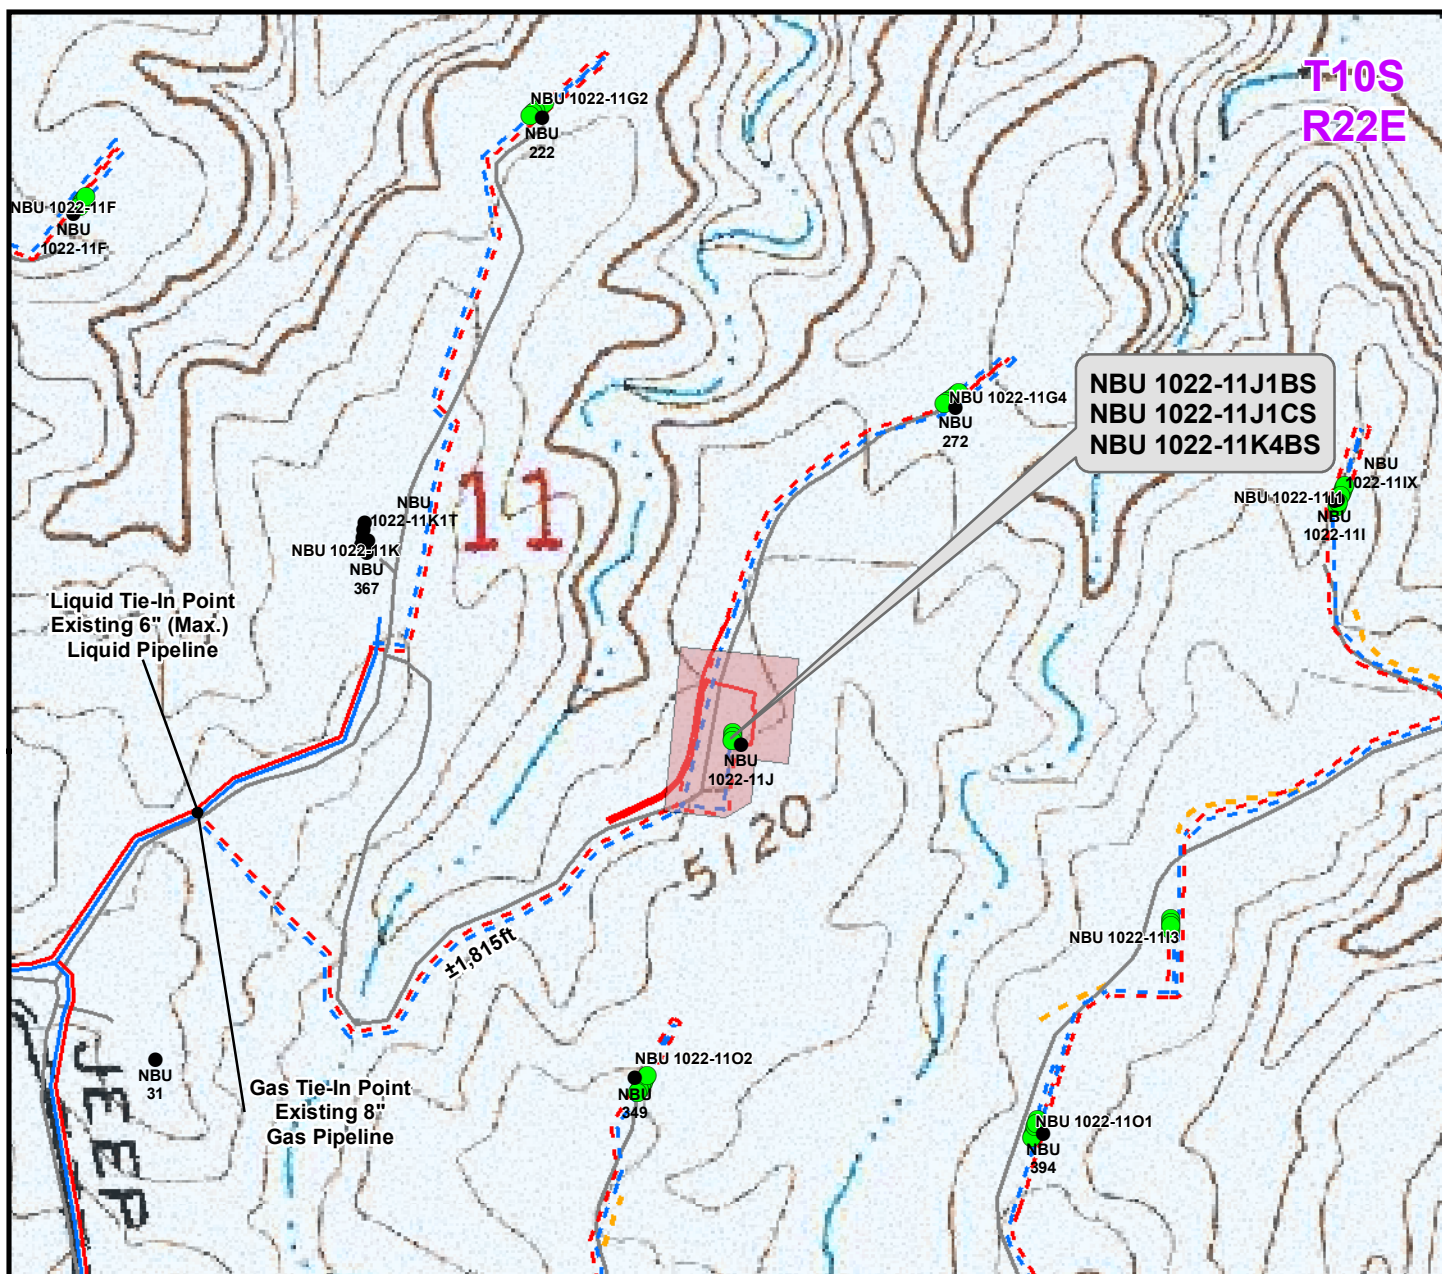 T10S
R22E
NBU 1022-11G2
NBU
222
NBU 1022-11F
NBU
1022-11F
NBU 1022-11G4
NBU
272
NBU 1022-11J1BS
NBU 1022-11J1CS
NBU 1022-11K4BS
NBU
1022-11IX
NBU 1022-11I1
NBU
1022-11I
11
NBU
1022-11K1T
NBU 1022-11K
NBU
367
Liquid Tie-In Point
Existing 6" (Max.)
Liquid Pipeline
NBU
1022-11J
5120
±1,815ft
NBU 1022-11I3
NBU
31
JEEP
Gas Tie-In Point
Existing 8"
Gas Pipeline
NBU 1022-11O2
NBU
349
NBU 1022-11O1
NBU
394